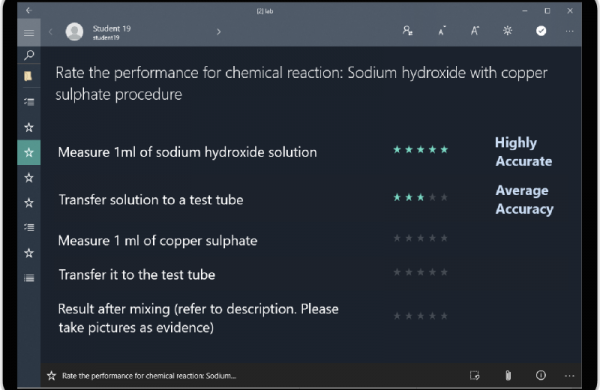 [2] lab
Student 19
student19
Rate the performance for chemical reaction: Sodium hydroxide with copper
sulphate procedure
Measure 1ml of sodium hydroxide solution
Highly
Accurate
Transfer solution to a test tube
Average
Accuracy
Measure 1 ml of copper sulphate
Transfer it to the test tube
Result after mixing (refer to description. Please
take pictures as evidence)
Rate the performance for chemical reaction: Sodium...